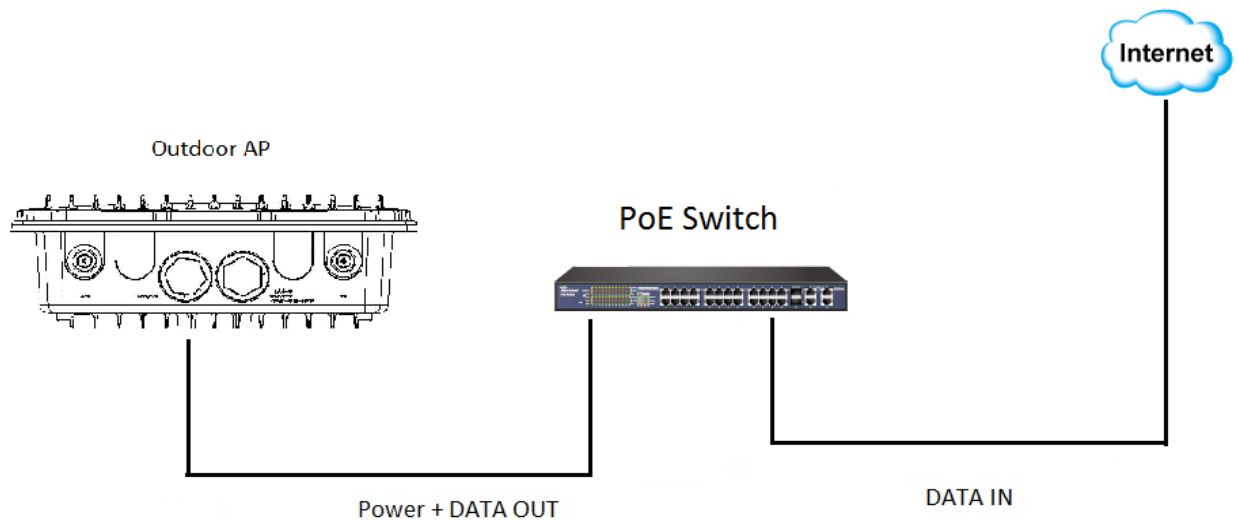 Internet
Outdoor AP
PoE Switch
Power + DATA OUT
DATA IN